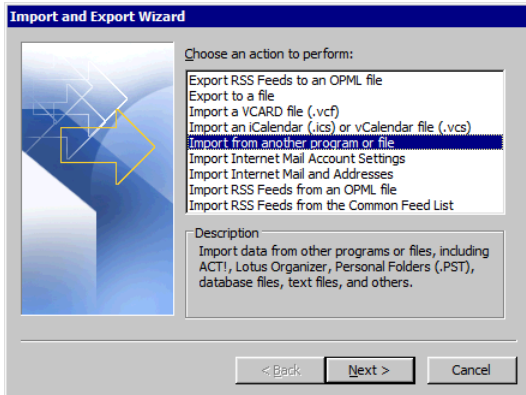 Import and Export Wizard
Choose an action to perform:
Export RSS Feeds to an OPML file
Export to a file
Import a VCARD file (.vcf)
Import an iCalendar (.ics) or vCalendar file (.vcs)
Import from another program or file
Import Internet Mail Account Settings
Import Internet Mail and Addresses
Import RSS Feeds from an OPML file
Import RSS Feeds from the Common Feed List
Description
Import data from other programs or files, including
ACT!, Lotus Organizer, Personal Folders (.PST),
database files, text files, and others.
< Back Next > Cancel